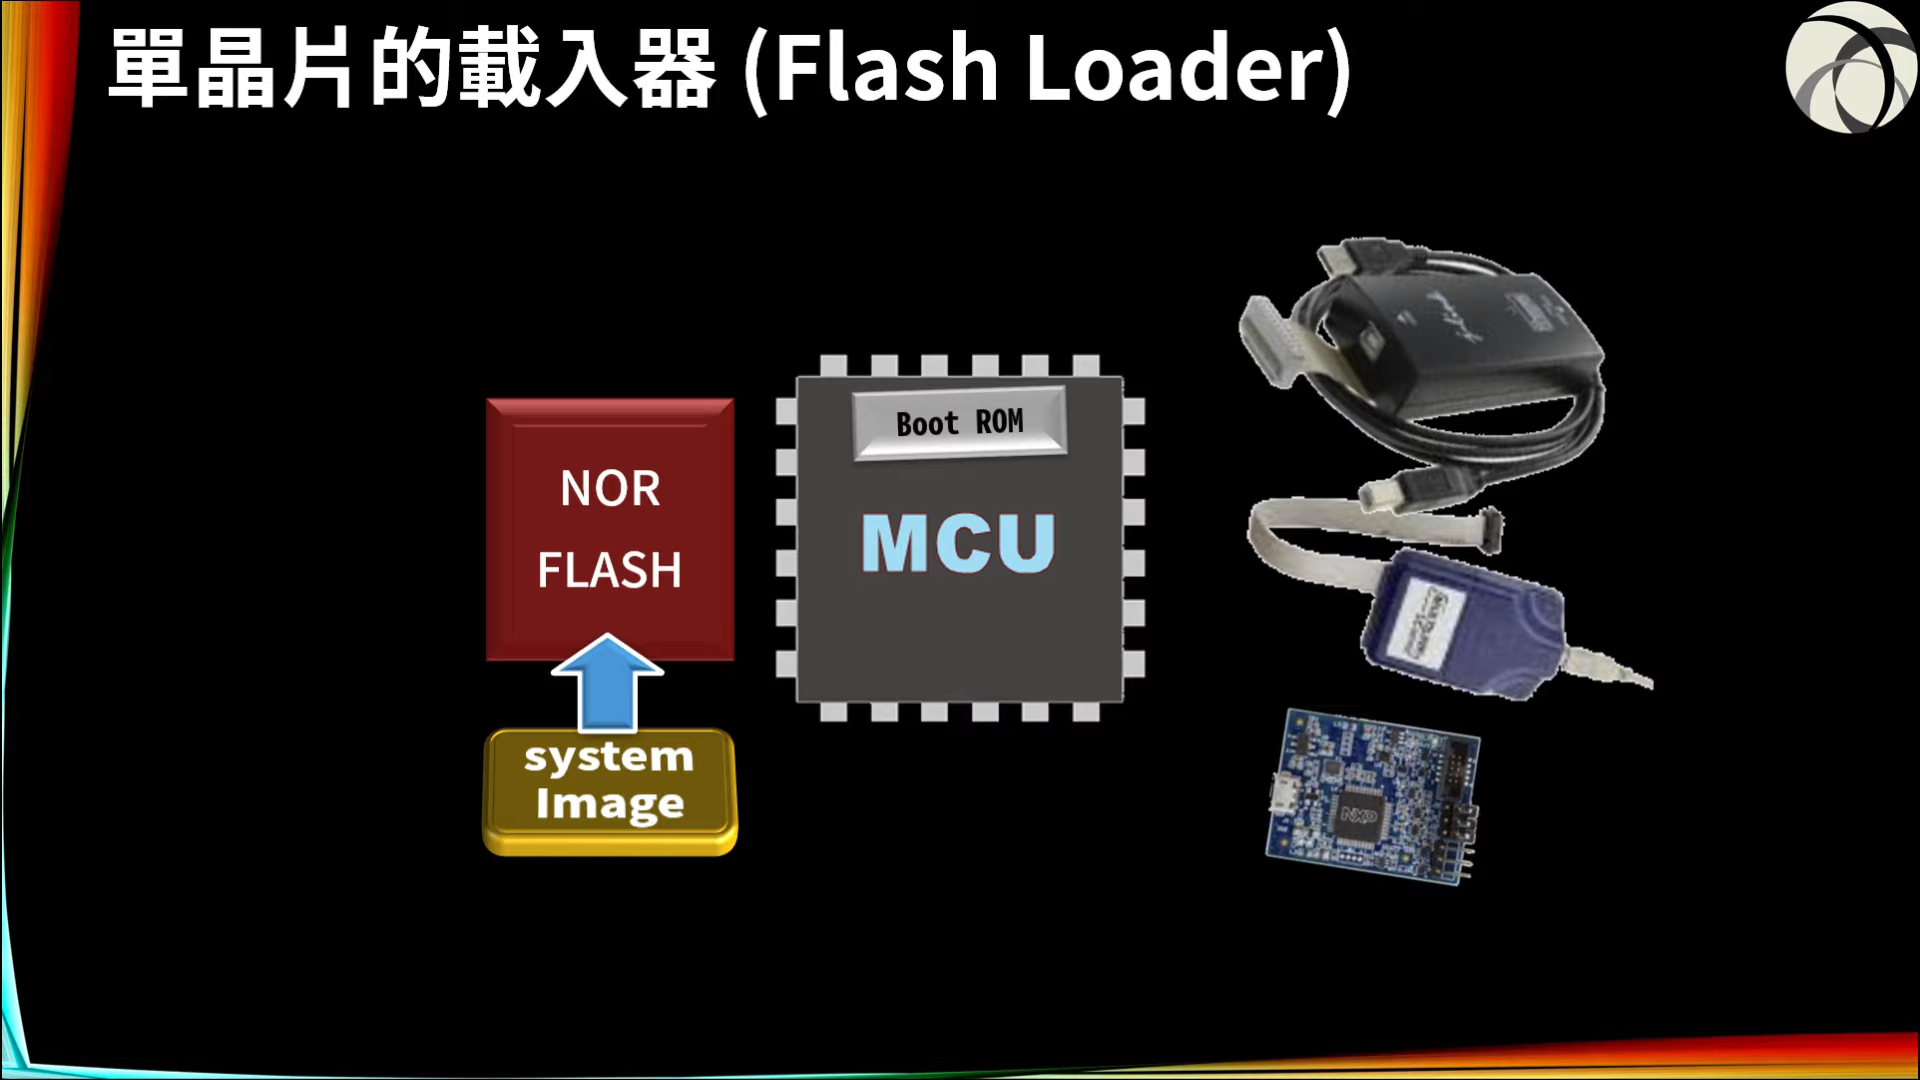 單晶片的載入器 (Flash Loader)
NOR
FLASH
Boot ROM
MCU
system
Image
NXP